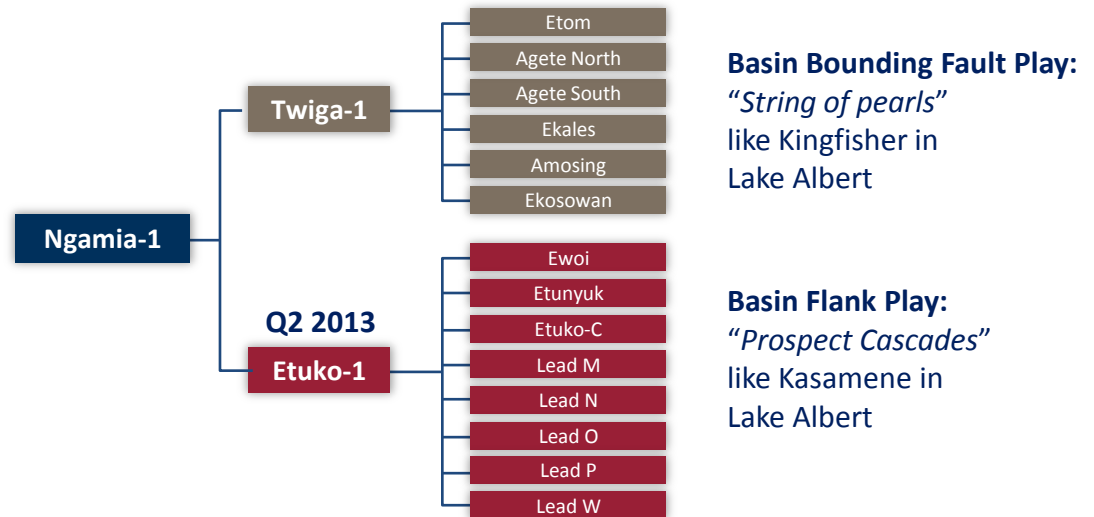 Ngamia-1
Twiga-1
Etom
Agete North
Agete South
Ekales
Amosing
Ekosowan
Basin Bounding Fault Play:
“String of pearls”
like Kingfisher in
Lake Albert
Q2 2013
Etuko-1
Ewoi
Etunyuk
Etuko-C
Lead M
Lead N
Lead O
Lead P
Lead W
Basin Flank Play:
“Prospect Cascades”
like Kasamene in
Lake Albert